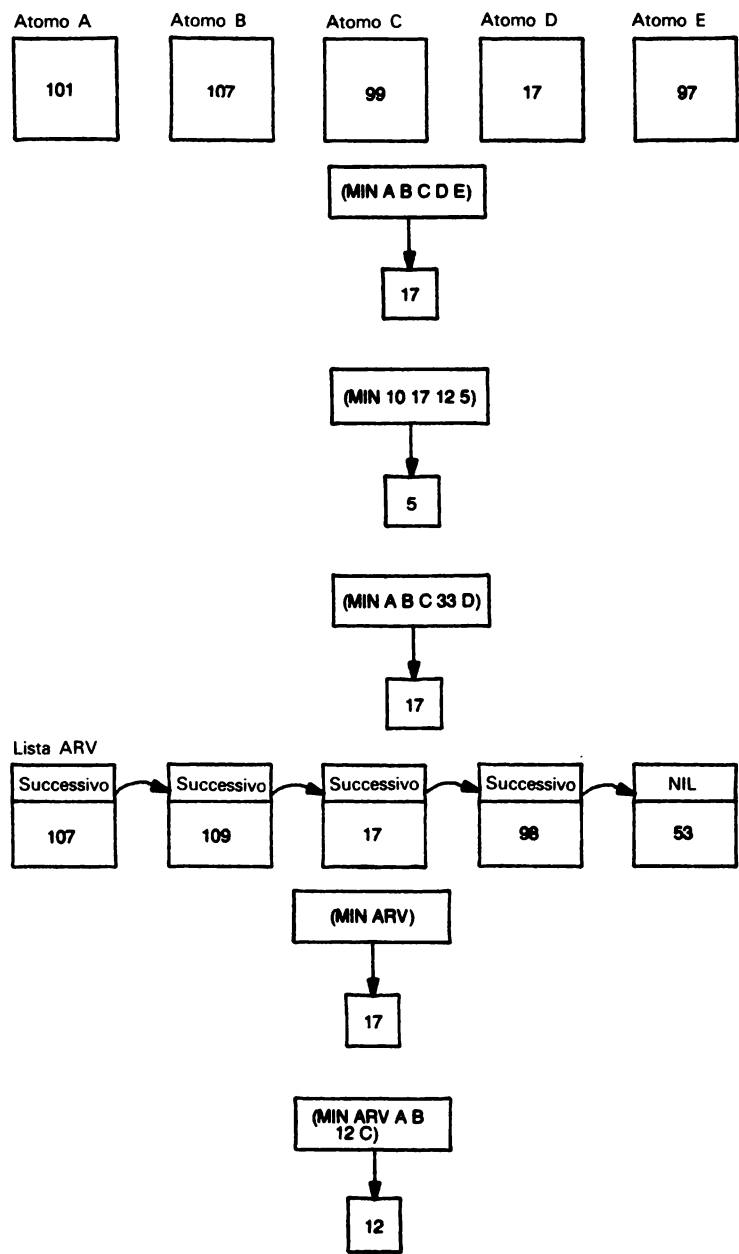 Atomo A Atomo B Atomo C Atomo D Atomo E
101 107 99 17 97
(MIN A B C D E)
17
(MIN 10 17 12 5)
5
(MIN A B C 33 D)
17
Lista ARV
Successivo Successivo Successivo Successivo NIL
107 109 17 98 53
(MIN ARV)
17
(MIN ARV A B
12 C)
12